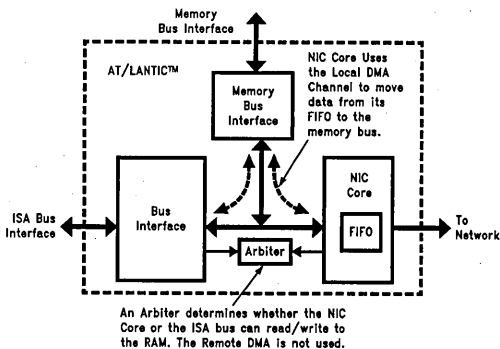 Memory
Bus Interface
AT/LANTIC™
NIC Core Uses
the Local DMA
Channel to move
data from its
FIFO to the
memory bus.
Memory
Bus
Interface
NIC
Core
Bus
Interface
ISA Bus
Interface
FIFO
To
Network
Arbiter
An Arbiter determines whether the NIC
Core or the ISA bus can read/write to
the RAM. The Remote DMA is not used.